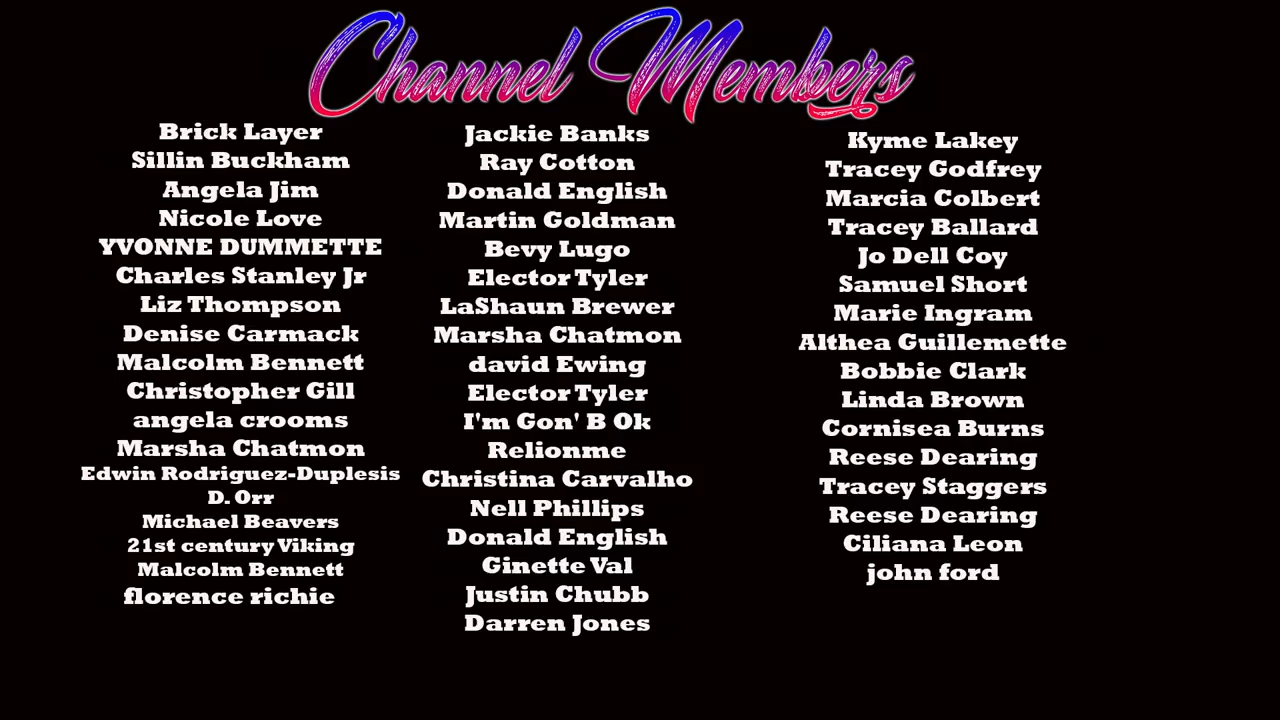 Channel Members
Brick Layer
Sillin Buckham
Angela Jim
Nicole Love
YVONNE DUMMETTE
Charles Stanley Jr
Liz Thompson
Denise Carmack
Malcolm Bennett
Christopher Gill
angela crooms
Marsha Chatmon
Edwin Rodriguez-Duplesis
D. Orr
Michael Beavers
21st century Viking
Malcolm Bennett
florence richie
Jackie Banks
Ray Cotton
Donald English
Martin Goldman
Bevy Lugo
Elector Tyler
LaShaun Brewer
Marsha Chatmon
david Ewing
Elector Tyler
I'm Gon' B Ok
Relionme
Christina Carvalho
Nell Phillips
Donald English
Ginette Val
Justin Chubb
Darren Jones
Kyme Lakey
Tracey Godfrey
Marcia Colbert
Tracey Ballard
Jo Dell Coy
Samuel Short
Marie Ingram
Althea Guillemette
Bobbie Clark
Linda Brown
Cornisea Burns
Reese Dearing
Tracey Staggers
Reese Dearing
Ciliana Leon
john ford